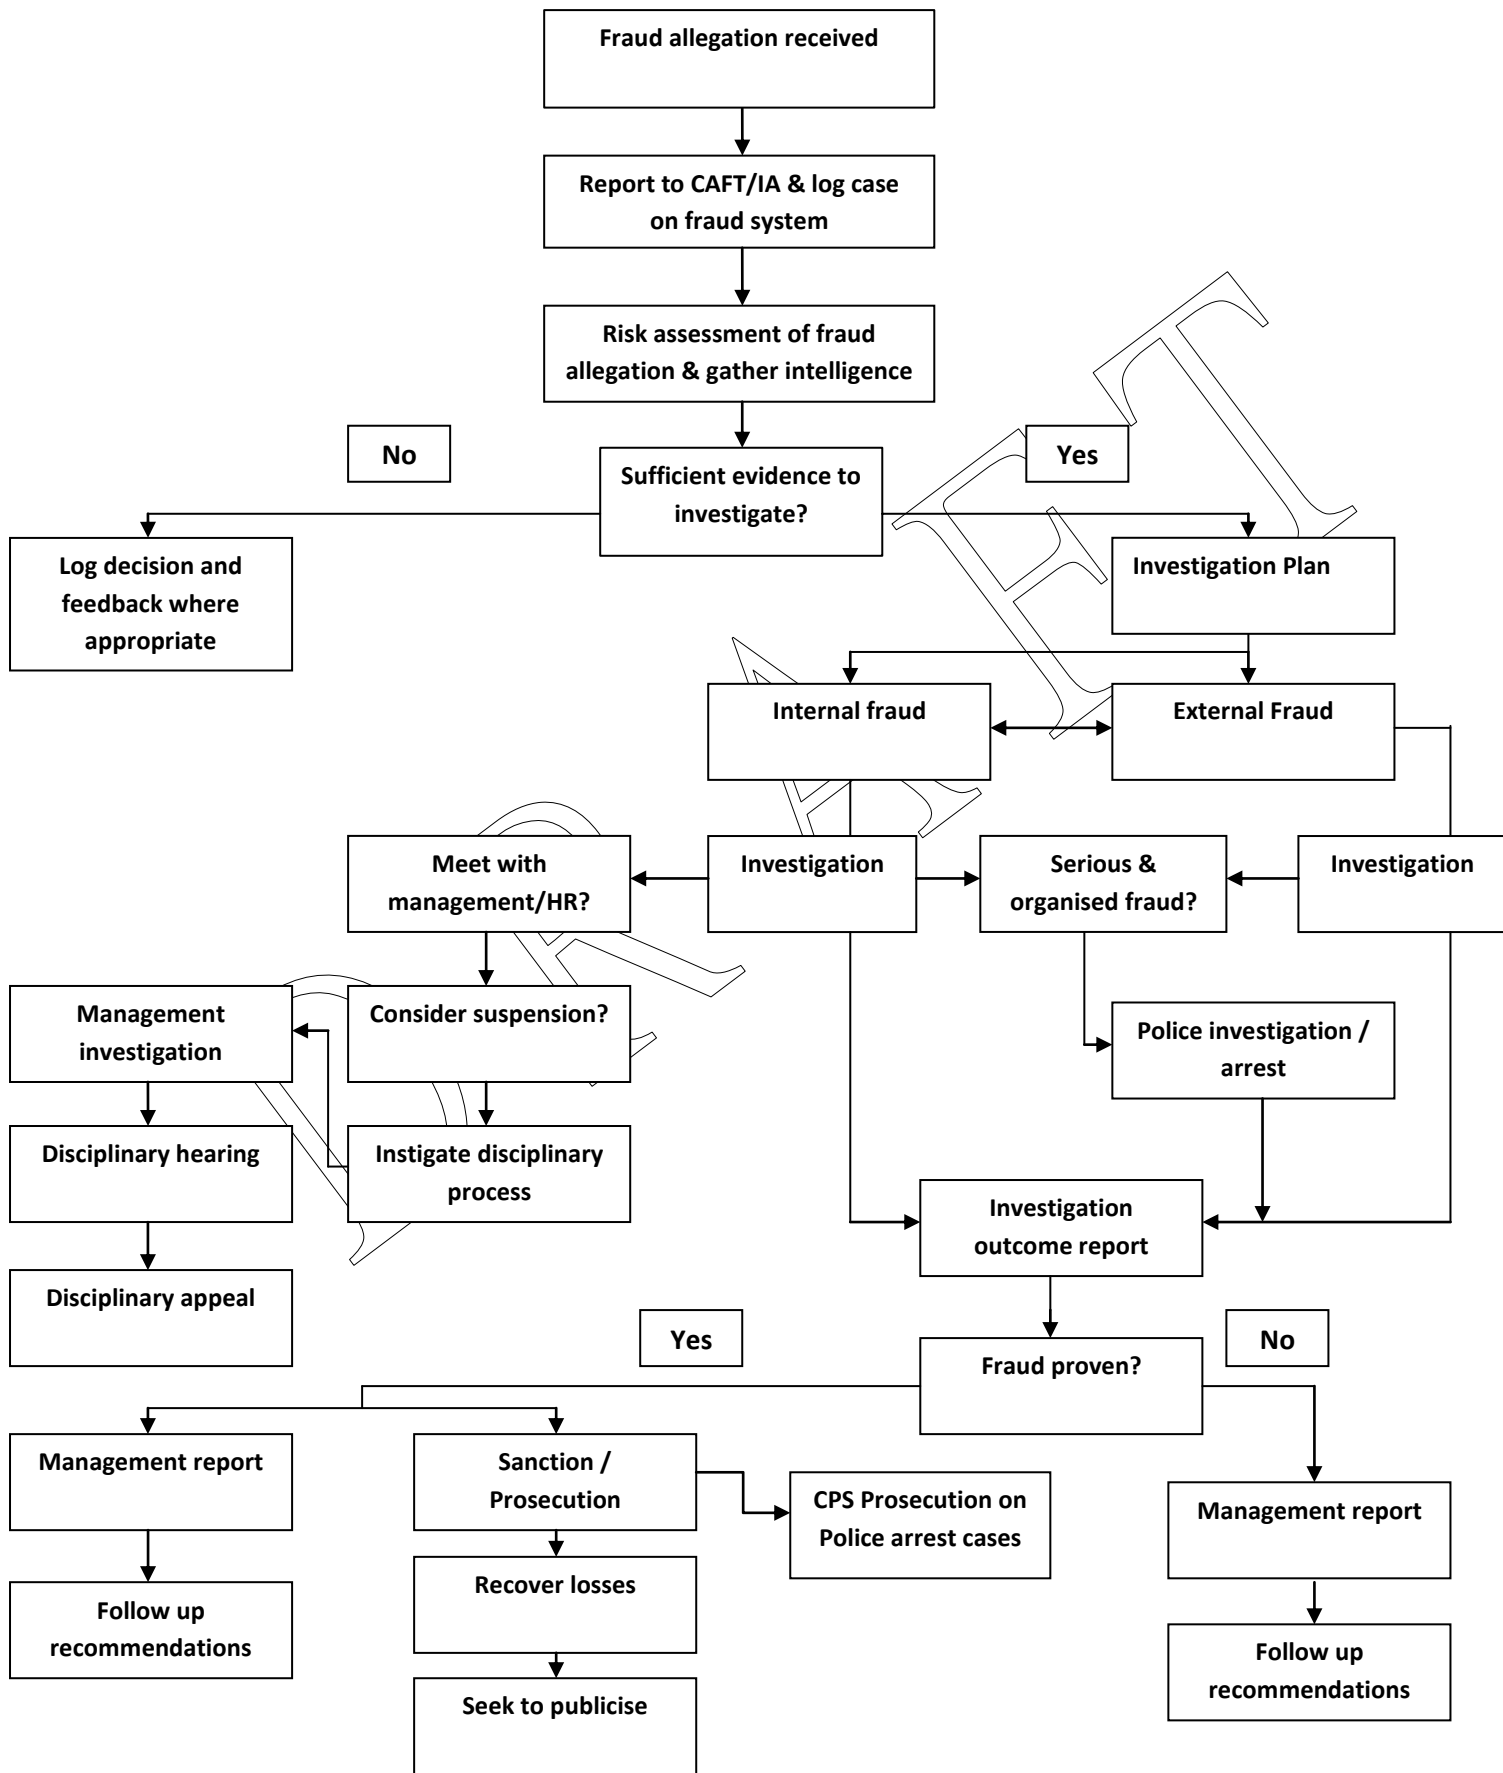 Fraud allegation received
Report to CAFT/IA & log case
on fraud system
Risk assessment of fraud
allegation & gather intelligence
No
Yes
Sufficient evidence to
investigate?
Log decision and
feedback where
appropriate
Investigation Plan
Internal fraud
External Fraud
Meet with
management/HR?
Investigation
Serious &
organised fraud?
Investigation
Management
investigation
Consider suspension?
Police investigation /
arrest
Disciplinary hearing
Instigate disciplinary
process
Investigation
outcome report
Disciplinary appeal
Yes
No
Fraud proven?
Management report
Sanction /
Prosecution
CPS Prosecution on
Police arrest cases
Management report
Recover losses
Follow up
recommendations
Follow up
recommendations
Seek to publicise
DRAFT